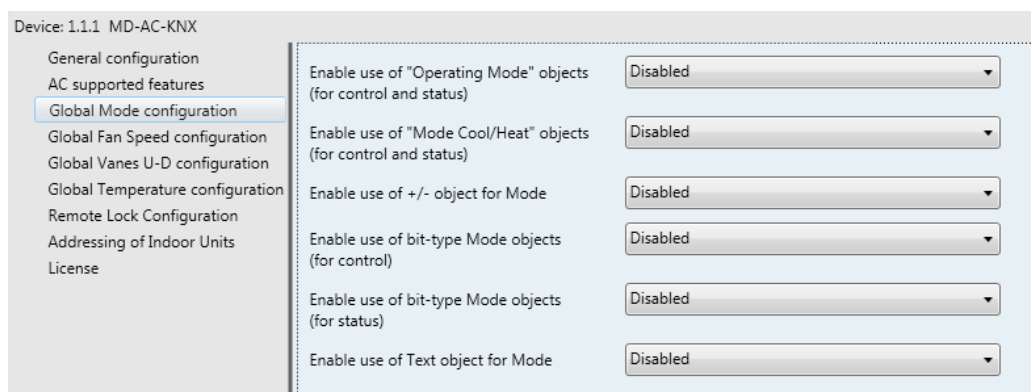 Device: 1.1.1 MD-AC-KNX
General configuration
AC supported features
Global Mode configuration
Global Fan Speed configuration
Global Vanes U-D configuration
Global Temperature configuration
Remote Lock Configuration
Addressing of Indoor Units
License
Enable use of "Operating Mode" objects
(for control and status)
Disabled
Enable use of "Mode Cool/Heat" objects
(for control and status)
Disabled
Enable use of +/- object for Mode
Disabled
Enable use of bit-type Mode objects
(for control)
Disabled
Enable use of bit-type Mode objects
(for status)
Disabled
Enable use of Text object for Mode
Disabled